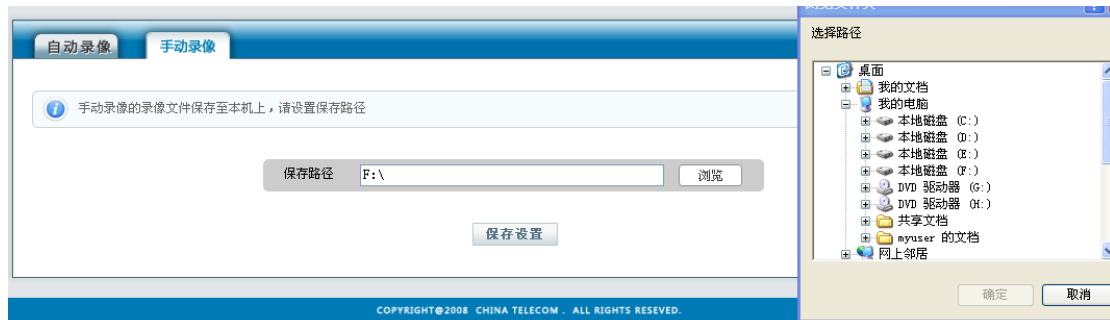 自动录像
手动录像
手动录像的录像文件保存至本机上，请设置保存路径
保存路径
F:\
浏览
保存设置
COPYRIGHT@2008 CHINA TELECOM . ALL RIGHTS RESEVED.
浏览文件夹
选择路径
桌面
我的文档
我的电脑
本地磁盘 (C:)
本地磁盘 (D:)
本地磁盘 (E:)
本地磁盘 (F:)
DVD 驱动器 (G:)
DVD 驱动器 (H:)
共享文档
myuser 的文档
网上邻居
确定
取消